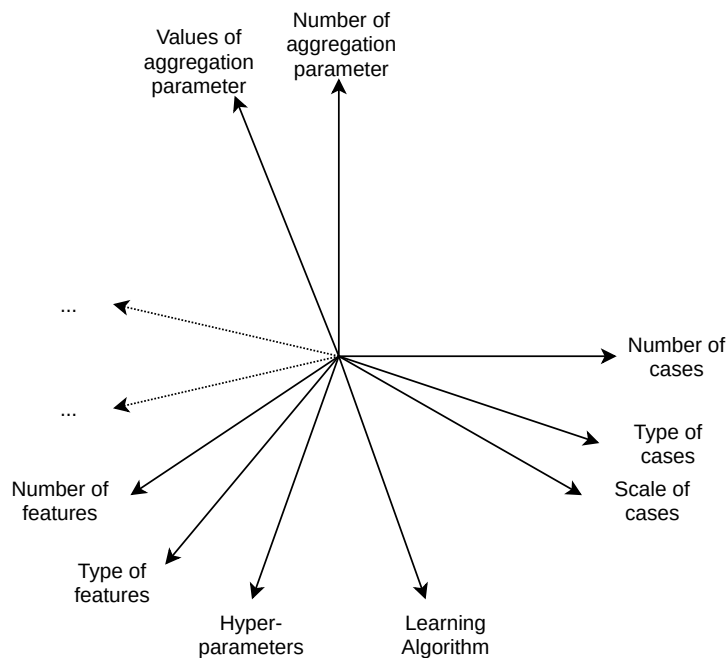 Values of
aggregation
parameter
Number of
aggregation
parameter
...
Number of
cases
...
Type of
cases
Number of
features
Scale of
cases
Type of
features
Hyper-
parameters
Learning
Algorithm